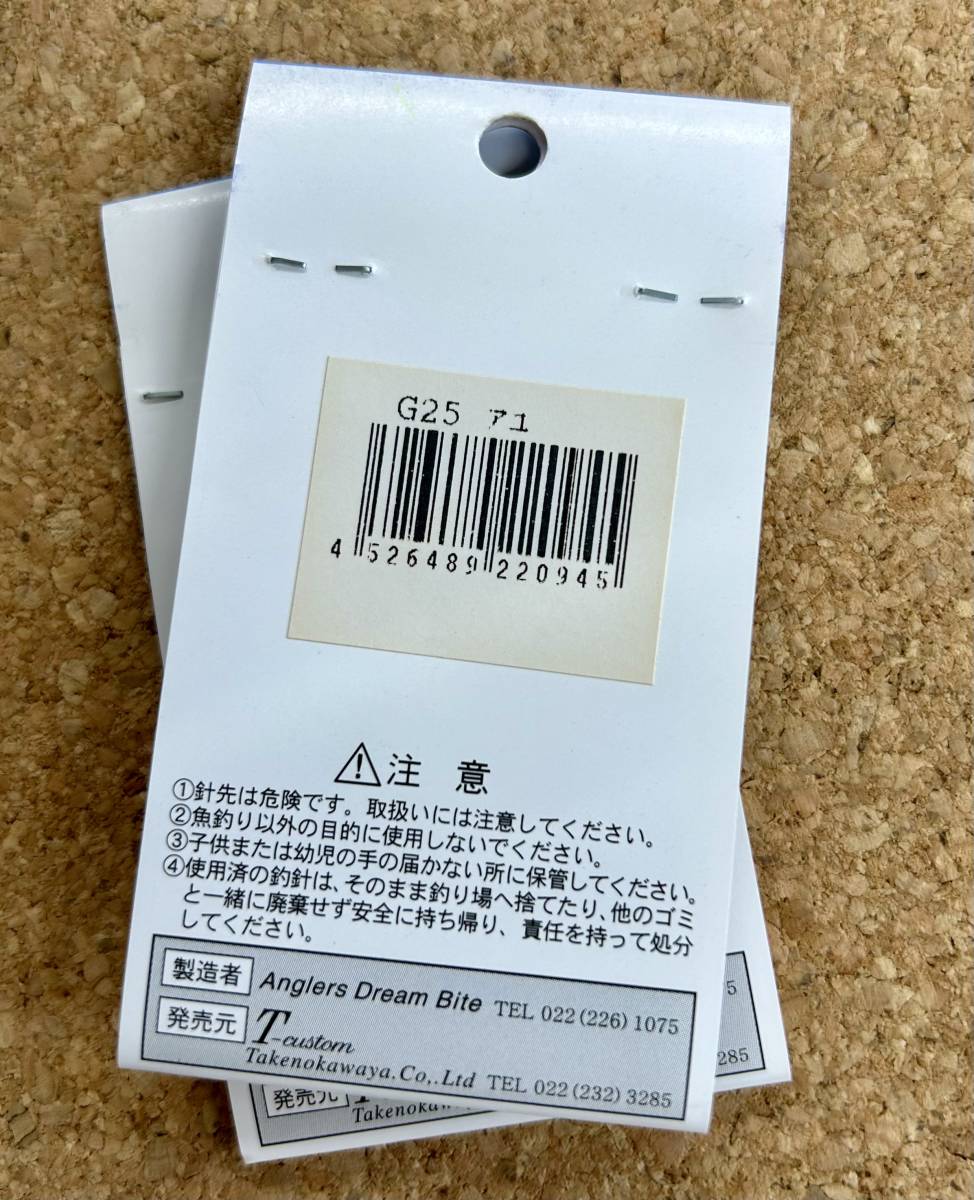 G25 ア1
4 526489 220945
⚠注 意
①針先は危険です。取扱いには注意してください。
②魚釣り以外の目的に使用しないでください。
③子供または幼児の手の届かない所に保管してください。
④使用済の釣針は、そのまま釣り場へ捨てたり、他のゴミ
と一緒に廃棄せず安全に持ち帰り、責任を持って処分
してください。
製造者 Anglers Dream Bite TEL 022(226)1075
発売元 T-custom
Takenokawaya.Co,.Ltd TEL 022(232)3285
5
285
発売元
Takenokaw